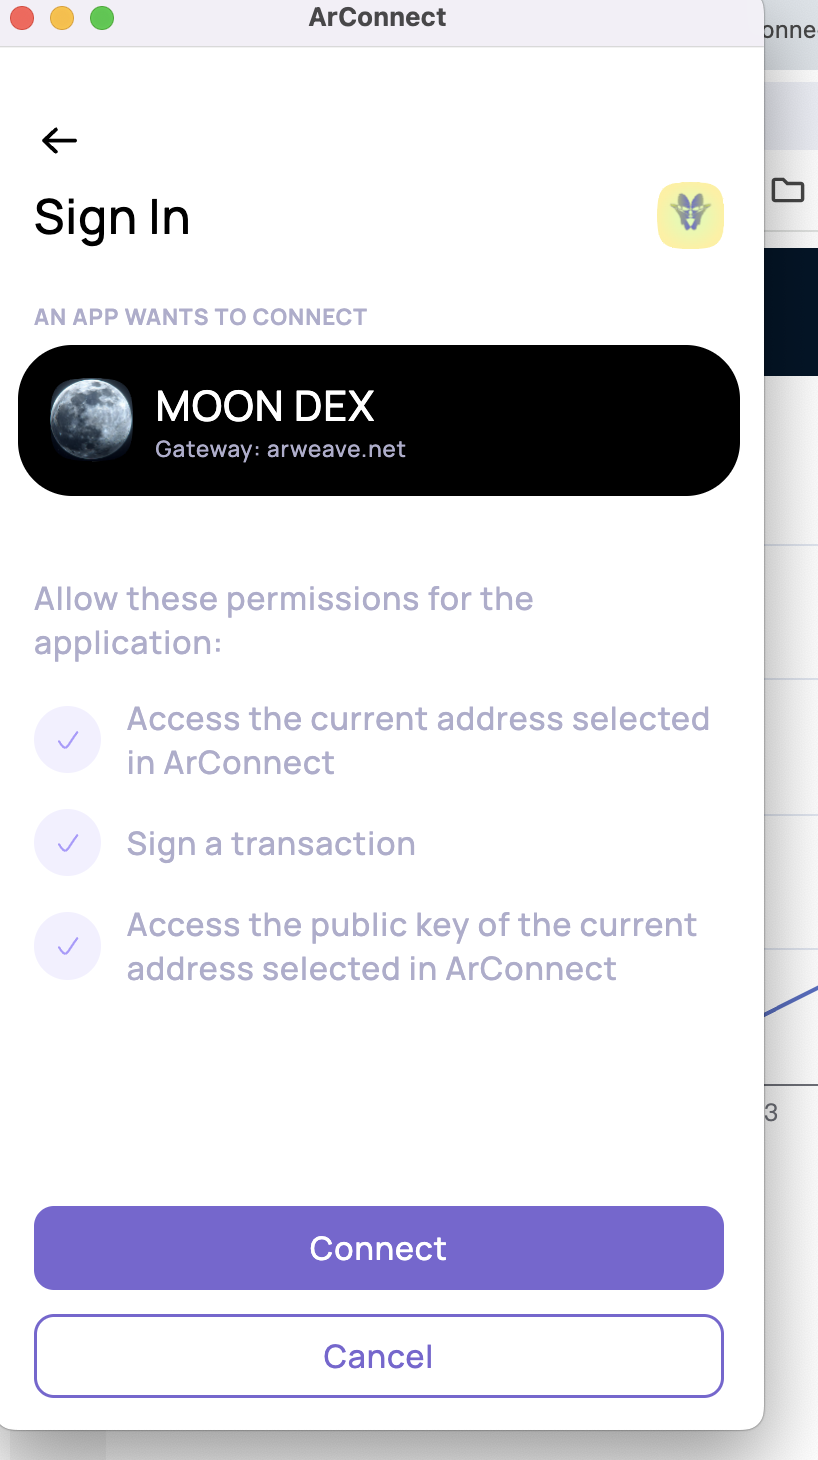 ArConnect
Sign In
AN APP WANTS TO CONNECT
MOON DEX
Gateway: arweave.net
Allow these permissions for the
application:
Access the current address selected
in ArConnect
Sign a transaction
Access the public key of the current
address selected in ArConnect
3
Connect
Cancel